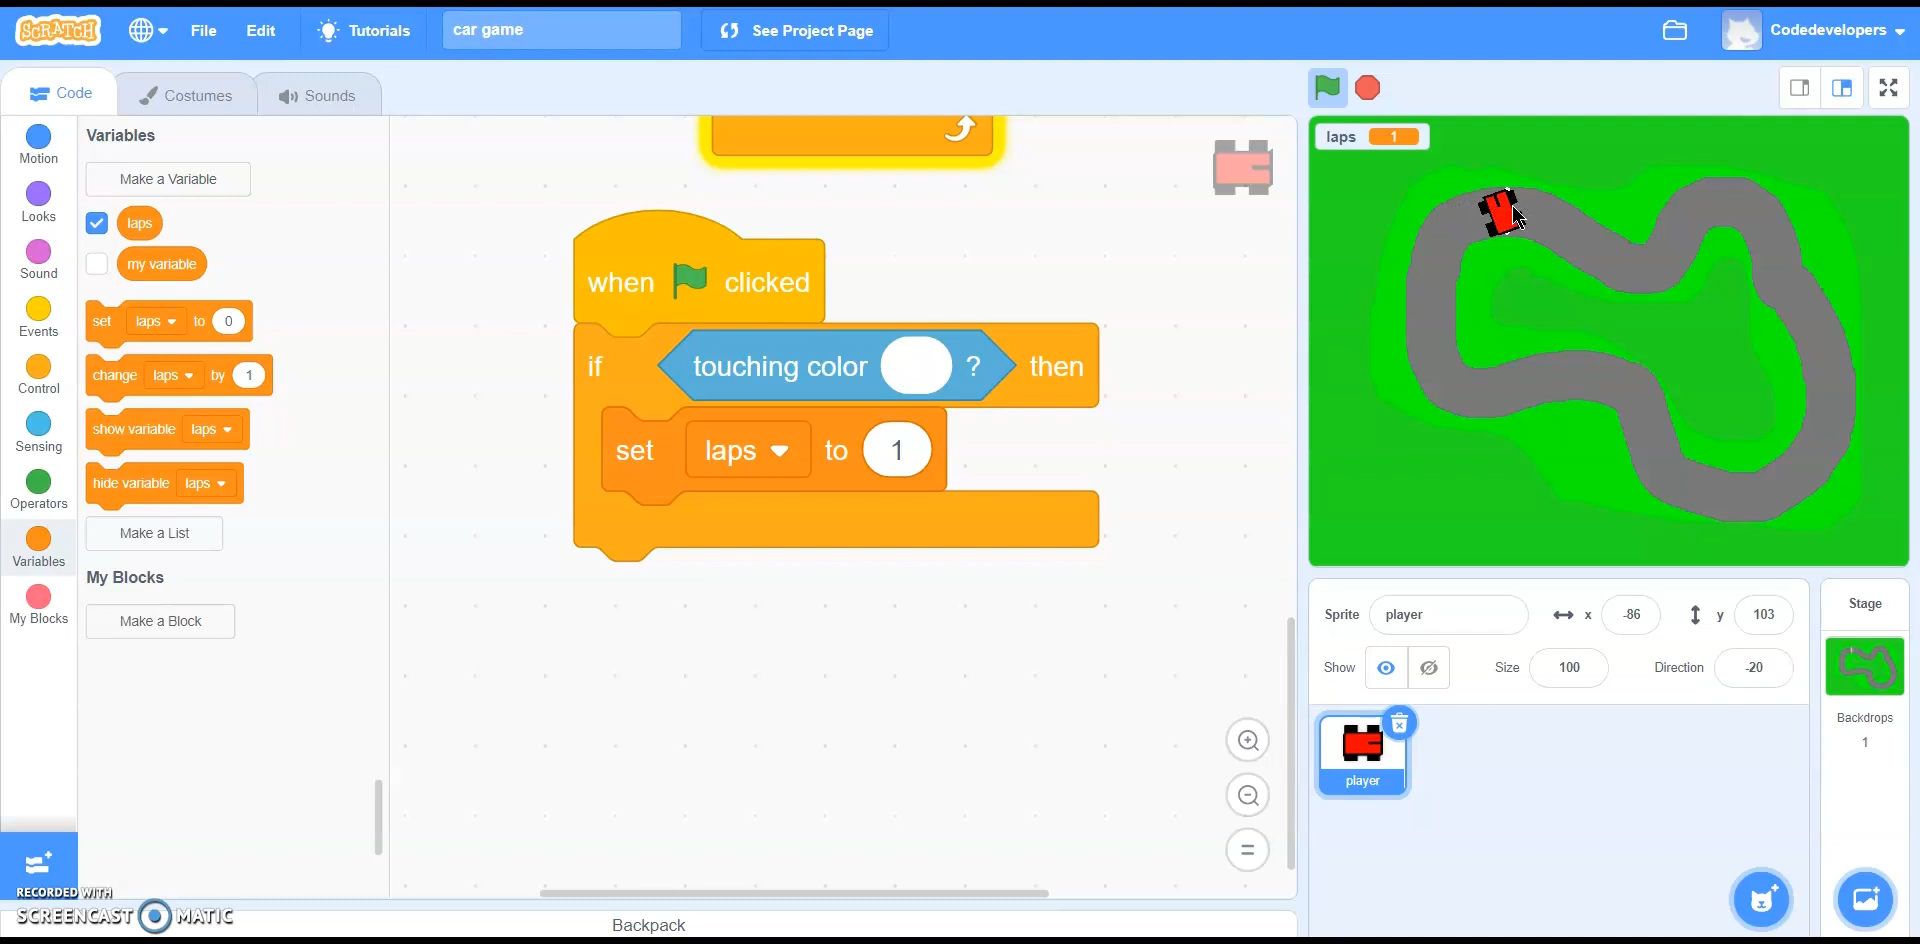 SCRATCH
File
Edit
Tutorials
car game
See Project Page
Codedevelopers
Code
Costumes
Sounds
Motion
Looks
Sound
Events
Control
Sensing
Operators
Variables
My Blocks
Variables
Make a Variable
laps
my variable
set laps to 0
change laps by 1
show variable laps
hide variable laps
Make a List
My Blocks
Make a Block
when clicked
if touching color ? then
set laps to 1
laps 1
Sprite player x -86 y 103
Show Size 100 Direction -20
player
Stage
Backdrops
1
Backpack
RECORDED WITH
SCREENCAST MATIC